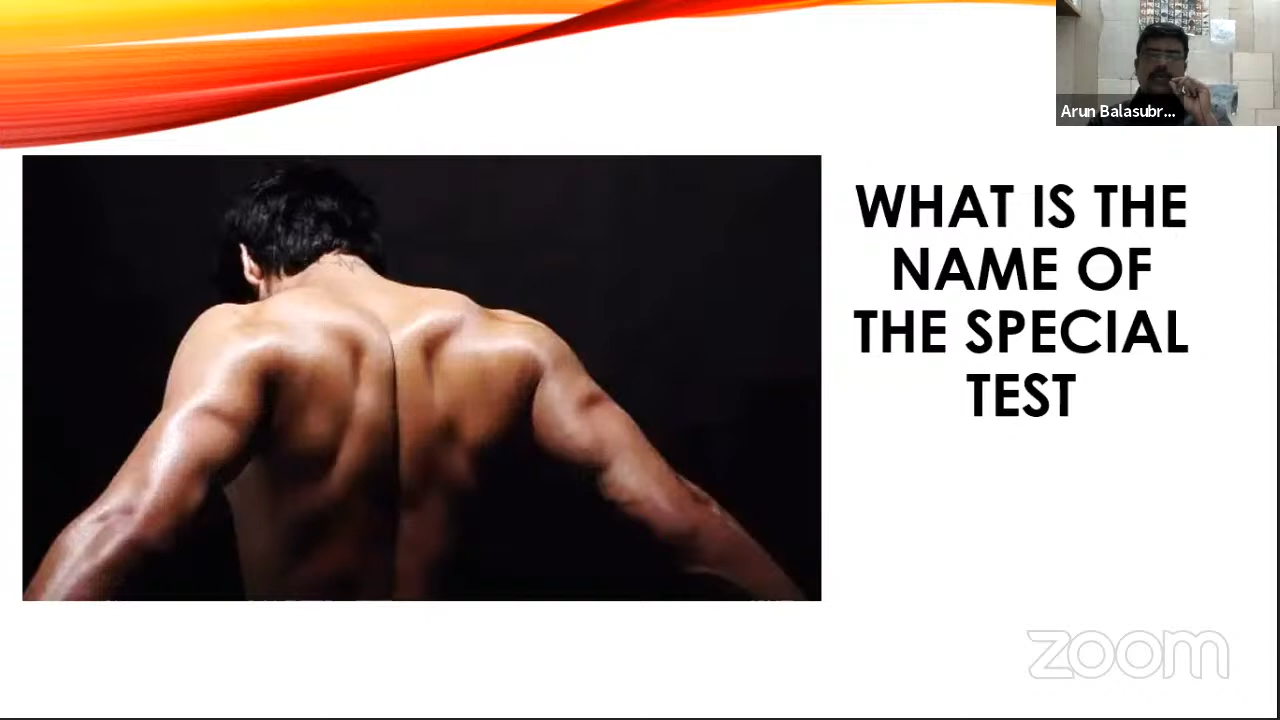 Arun Balasubr...
WHAT IS THE
NAME OF
THE SPECIAL
TEST
zoom